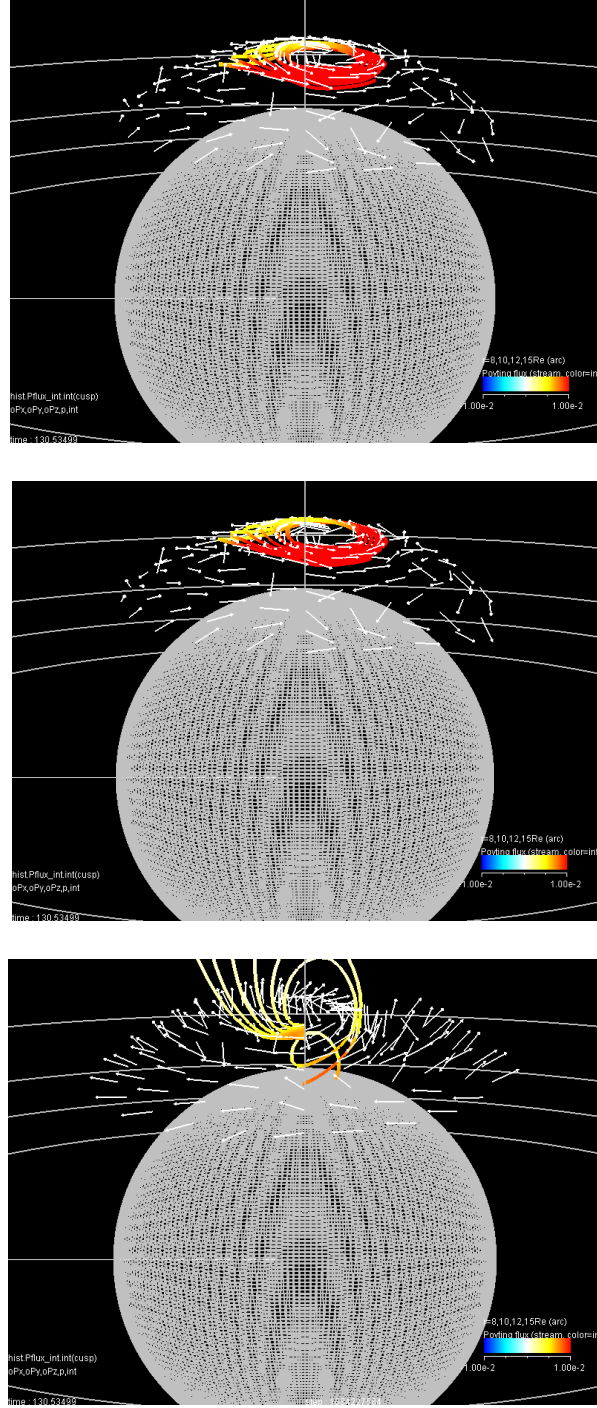 =8,10,12,15Re (arc)
Poyting flux (stream, color=in
1.00e-2 1.00e-2
hist.Pflux_int.int(cusp)
oPx,oPy,oPz,p,int
time : 130.53499
=8,10,12,15Re (arc)
Poyting flux (stream, color=int
-1.00e-2 1.00e-2
hist.Pflux_int.int(cusp)
oPx,oPy,oPz,p,int
time : 130.53499
=8,10,12,15Re (arc)
Poyting flux (stream, color=in
1.00e-2 1.00e-2
hist.Pflux_int.int(cusp)
oPx,oPy,oPz,p,int
time : 130.53499